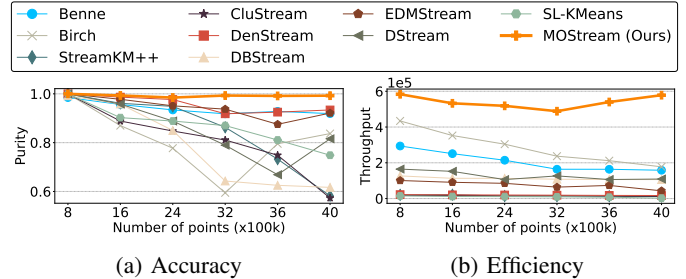 Benne CluStream EDMStream SL-KMeans
Birch DenStream DStream MOStream (Ours)
StreamKM++ DBStream
1.0
0.8
0.6
Purity
8 16 24 32 36 40
Number of points (x100k)
(a) Accuracy
1e5
6
4
2
0
Throughput
8 16 24 32 36 40
Number of points (x100k)
(b) Efficiency